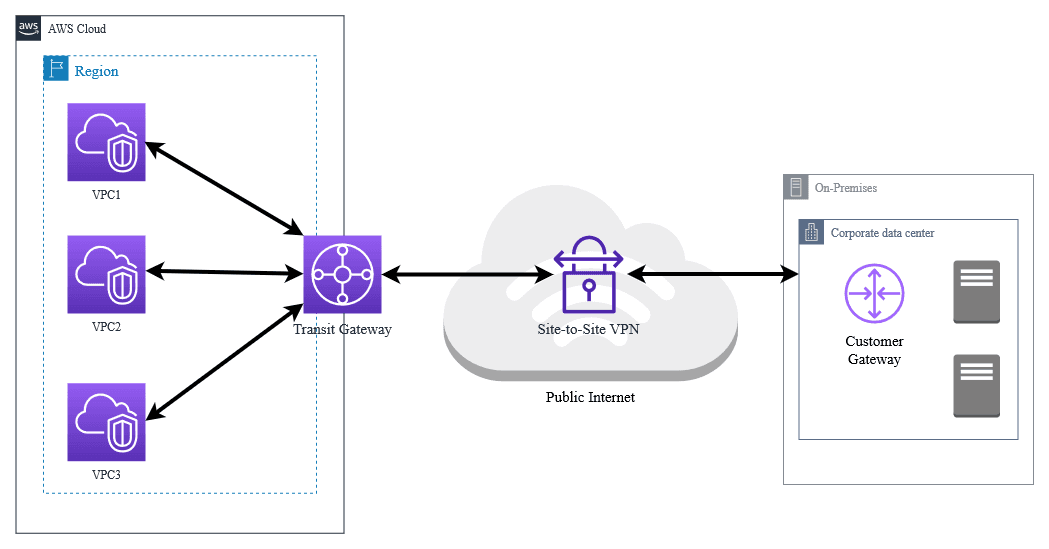 aws
AWS Cloud
Region
VPC1
VPC2
VPC3
Transit Gateway
Site-to-Site VPN
Public Internet
On-Premises
Corporate data center
Customer
Gateway